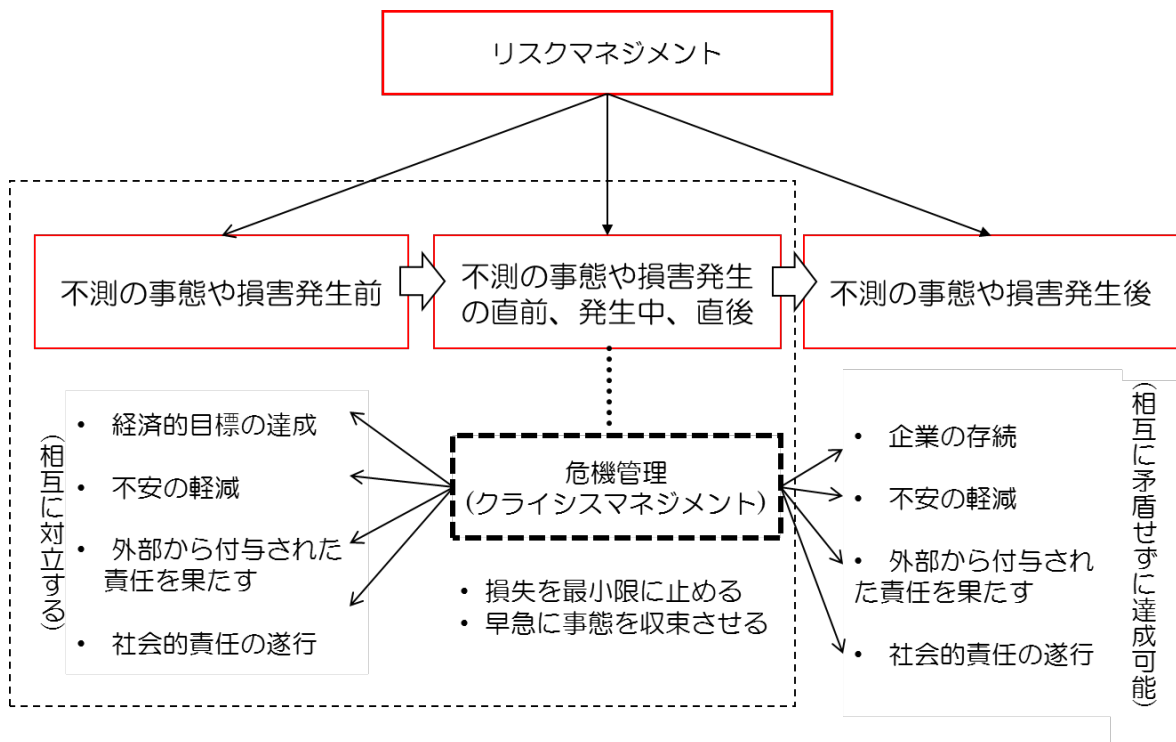 リスクマネジメント
不測の事態や損害発生前
不測の事態や損害発生
の直前、発生中、直後
不測の事態や損害発生後
(相互に対立する)
• 経済的目標の達成
• 不安の軽減
• 外部から付与された
責任を果たす
• 社会的責任の遂行
危機管理
(クライシスマネジメント)
• 損失を最小限に止める
• 早急に事態を収束させる
• 企業の存続
• 不安の軽減
• 外部から付与され
た責任を果たす
• 社会的責任の遂行
(相互に矛盾せずに達成可能)